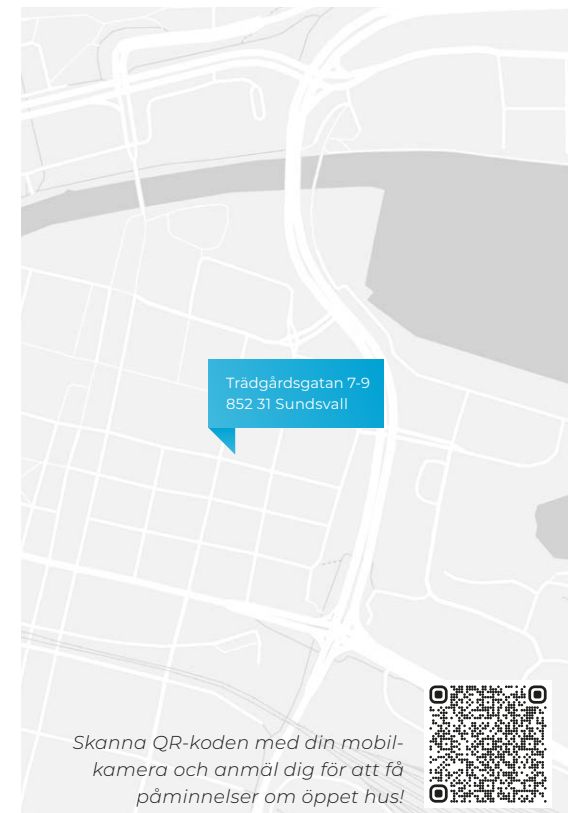 Trädgårdsgatan 7-9
852 31 Sundsvall
Skanna QR-koden med din mobil-
kamera och anmäl dig för att få
påminnelser om öppet hus!